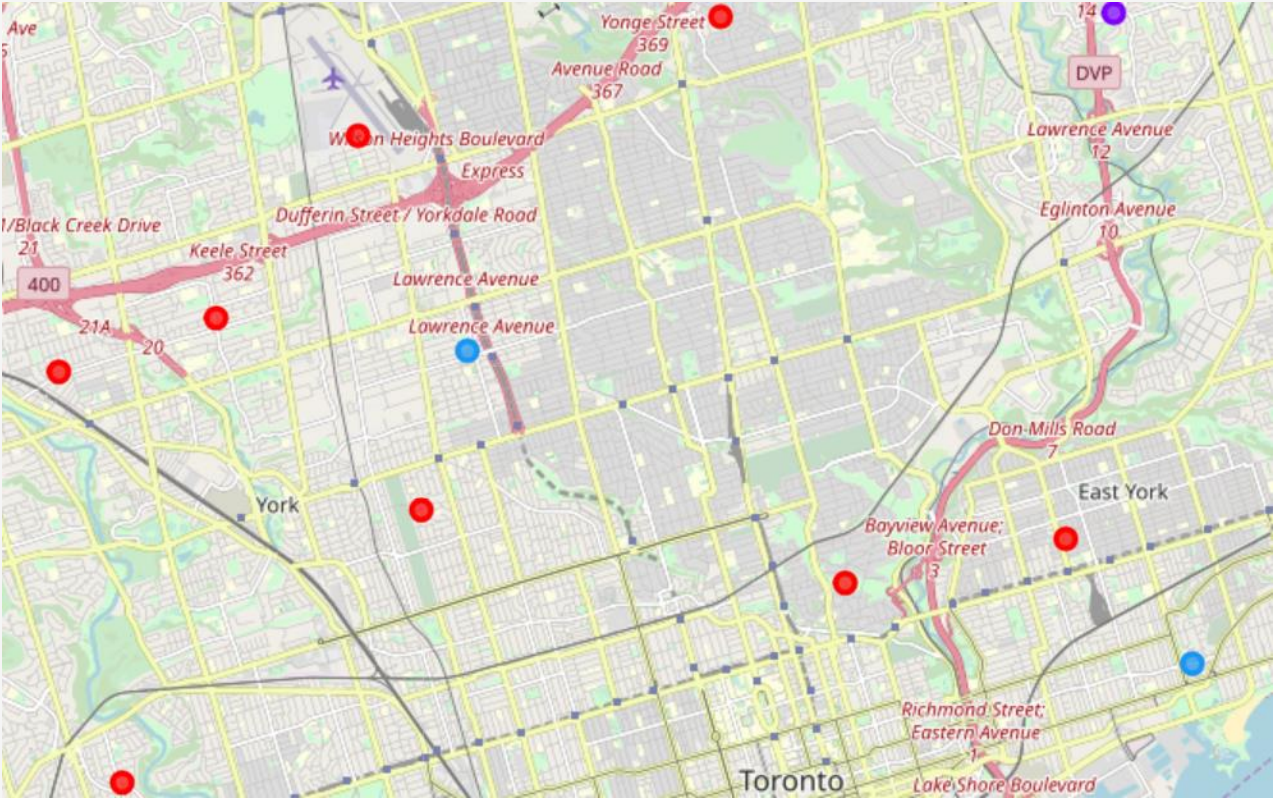 Ave
5
Yonge Street
369
14
Avenue Road
367
DVP
Lawrence Avenue
12
Express
Dufferin Street / Yorkdale Road
Eglinton Avenue
10
1/Black Creek Drive
21
Keele Street
362
400
Lawrence Avenue
21A
20
Lawrence Avenue
Don Mills Road
7
York
East York
Bayview Avenue;
Bloor Street
3
Richmond Street;
Eastern Avenue
1
Toronto
Lake Shore Boulevard
Heights Boulevard